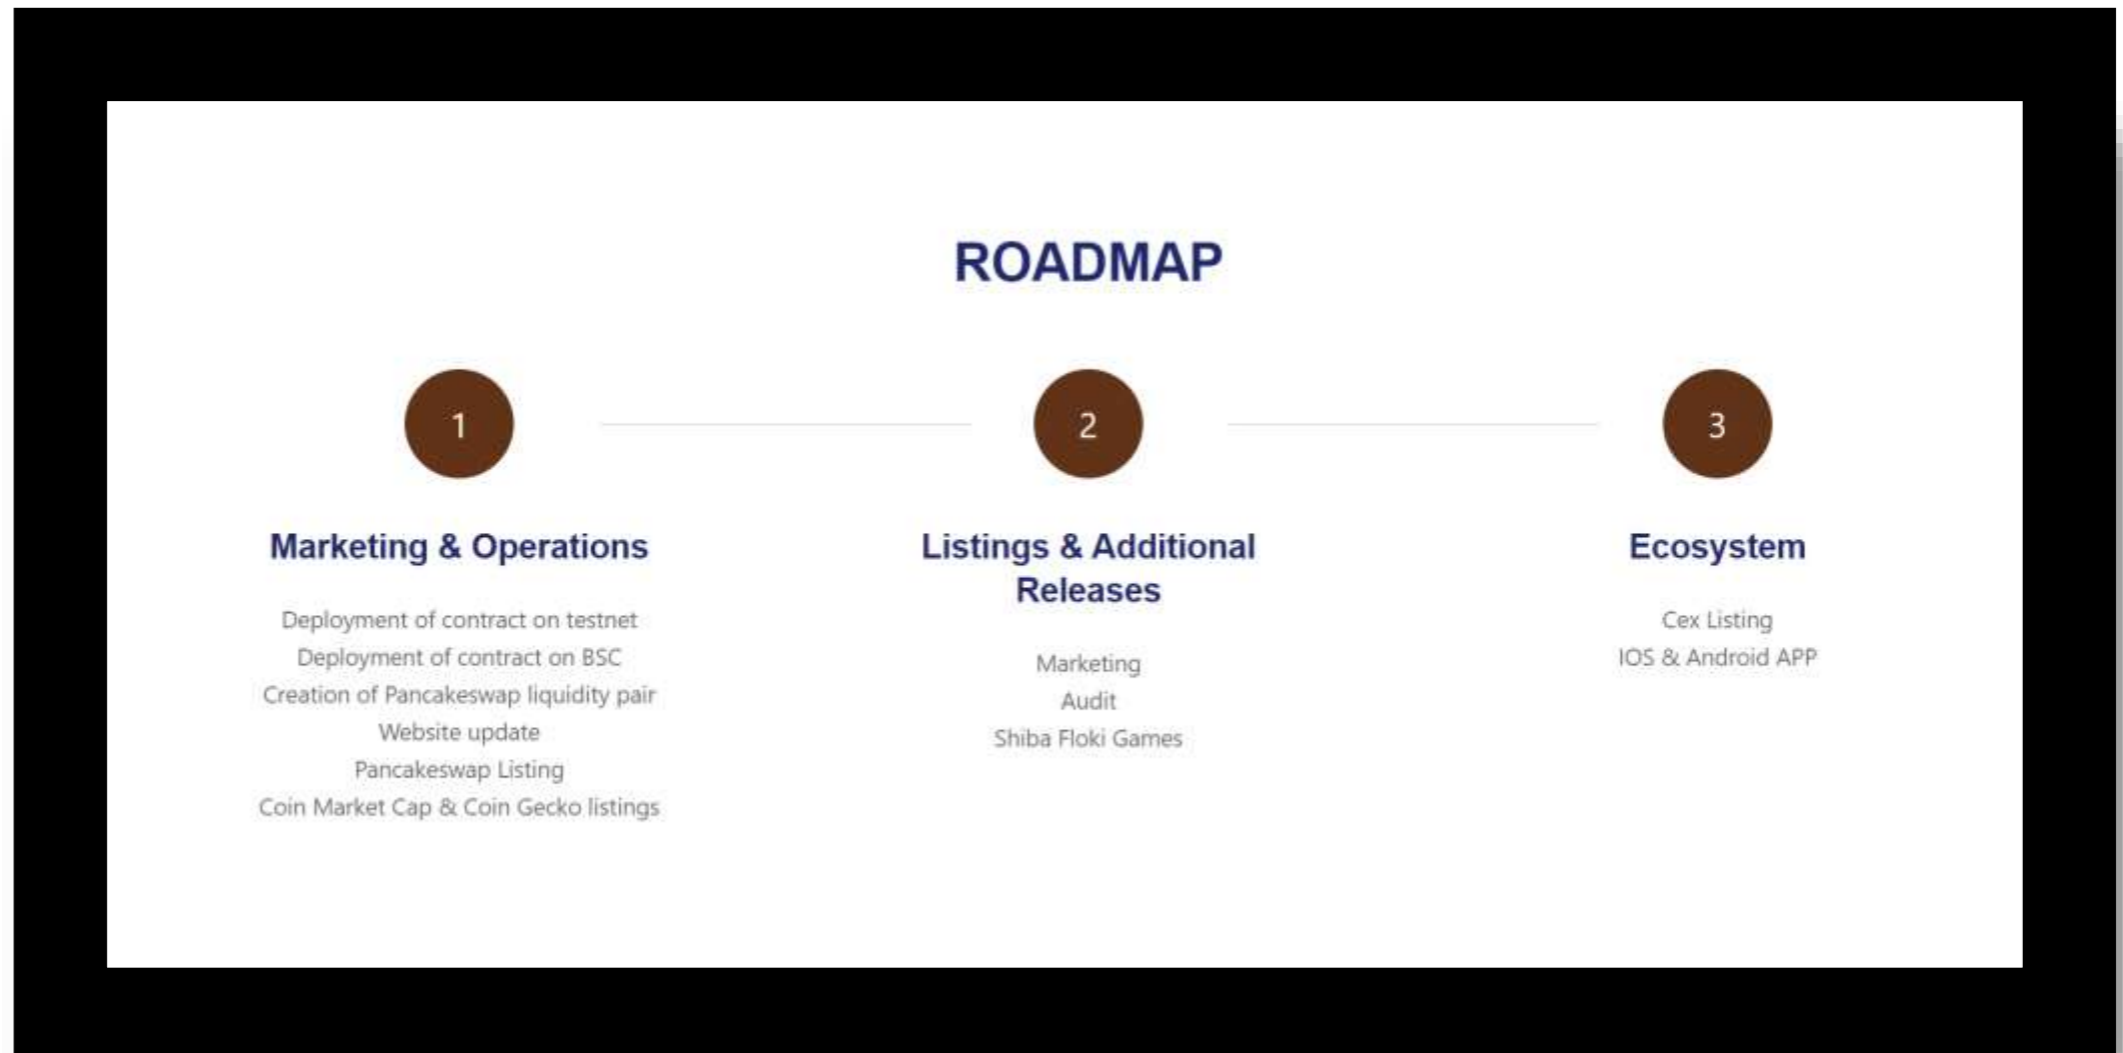 ROADMAP
1
Marketing & Operations
Deployment of contract on testnet
Deployment of contract on BSC
Creation of Pancakeswap liquidity pair
Website update
Pancakeswap Listing
Coin Market Cap & Coin Gecko listings
2
Listings & Additional
Releases
Marketing
Audit
Shiba Floki Games
3
Ecosystem
Cex Listing
IOS & Android APP